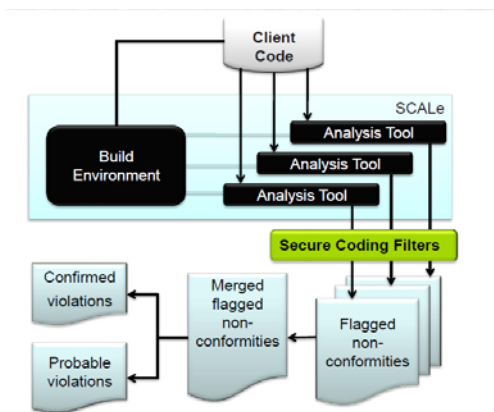 Client
Code
SCALe
Build
Environment
Analysis Tool
Analysis Tool
Analysis Tool
Secure Coding Filters
Confirmed
violations
Probable
violations
Merged
flagged
non-
conformities
Flagged
non-
conformities